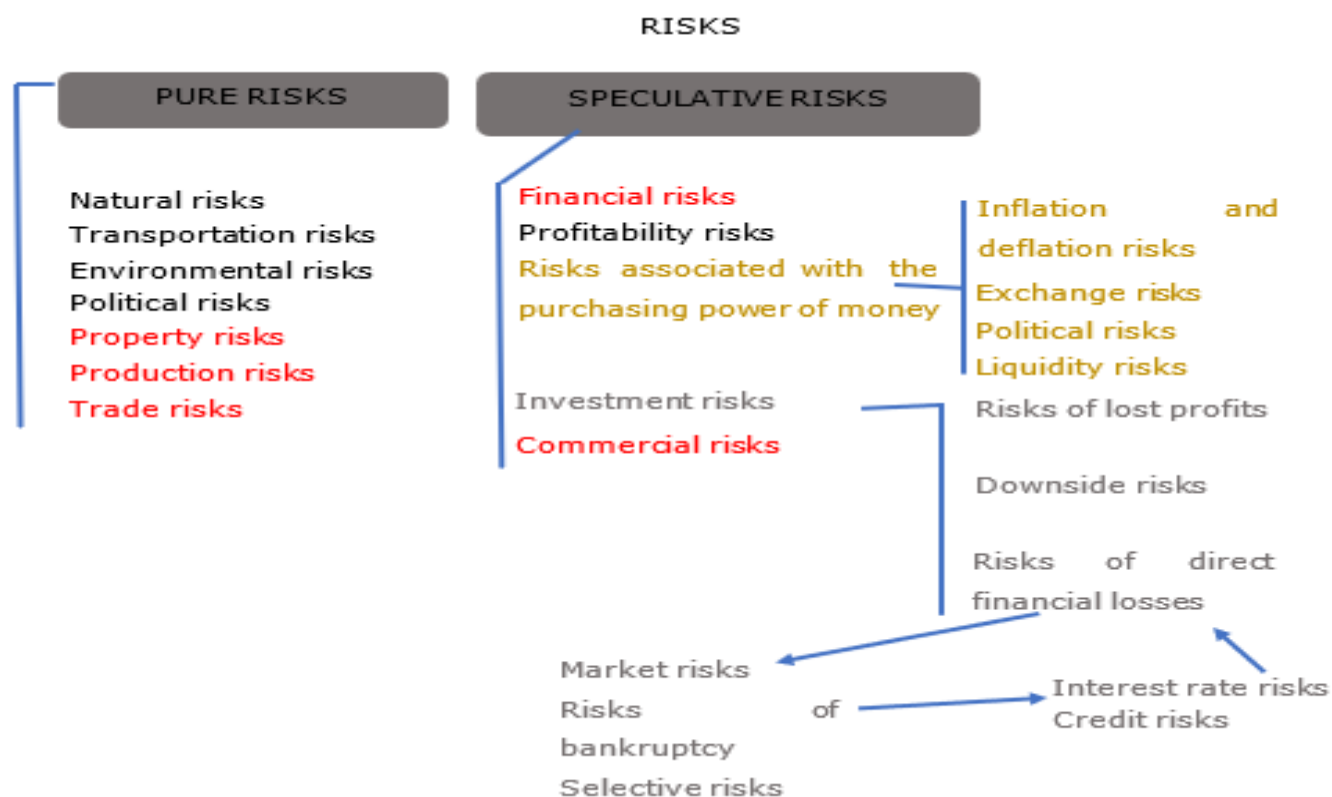 RISKS
PURE RISKS
SPECULATIVE RISKS
Natural risks
Transportation risks
Environmental risks
Political risks
Property risks
Production risks
Trade risks
Financial risks
Profitability risks
Risks associated with the
purchasing power of money
Investment risks
Commercial risks
Inflation and
deflation risks
Exchange risks
Political risks
Liquidity risks
Risks of lost profits
Downside risks
Risks of direct
financial losses
Market risks
Risks of
bankruptcy
Selective risks
Interest rate risks
Credit risks